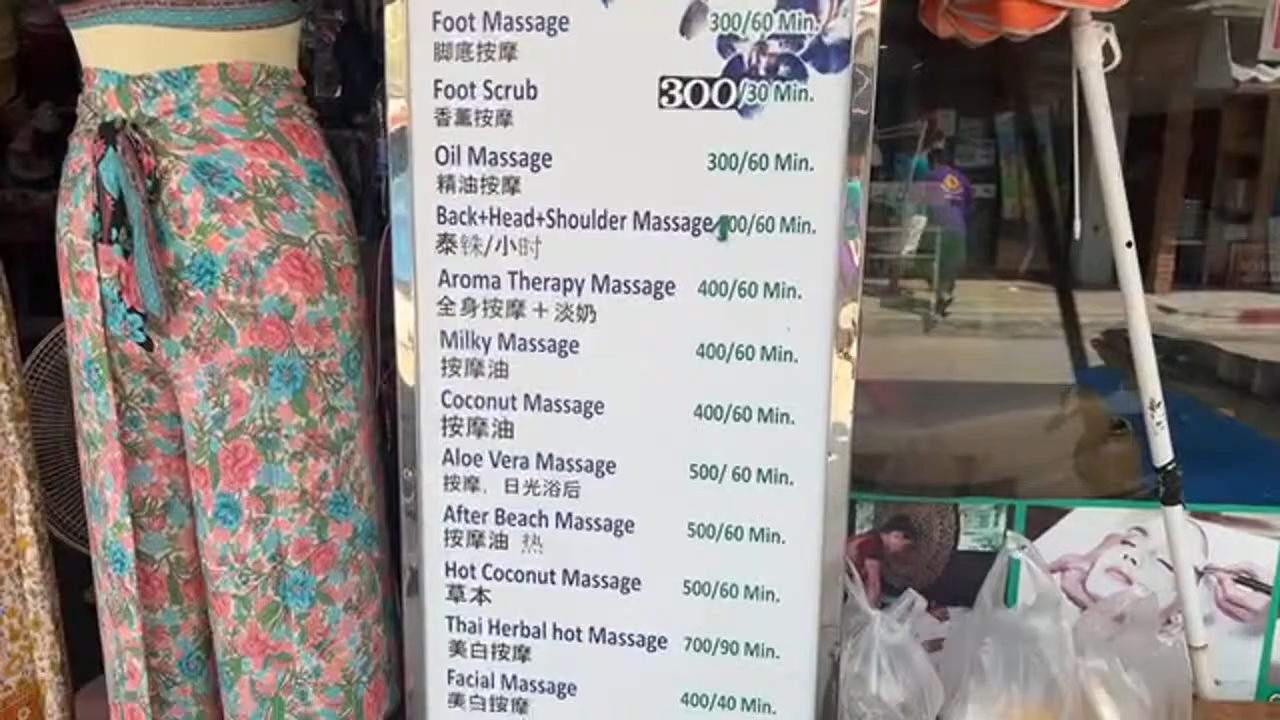 Foot Massage 300/60 Min.
脚底按摩
Foot Scrub 300/30 Min.
香薰按摩
Oil Massage 300/60 Min.
精油按摩
Back+Head+Shoulder Massage 00/60 Min.
泰铢/小时
Aroma Therapy Massage 400/60 Min.
全身按摩+淡奶
Milky Massage 400/60 Min.
按摩油
Coconut Massage 400/60 Min.
按摩油
Aloe Vera Massage 500/ 60 Min.
按摩, 日光浴后
After Beach Massage 500/60 Min.
按摩油 热
Hot Coconut Massage 500/60 Min.
草本
Thai Herbal hot Massage 700/90 Min.
美白按摩
Facial Massage 400/40 Min.
美白按摩